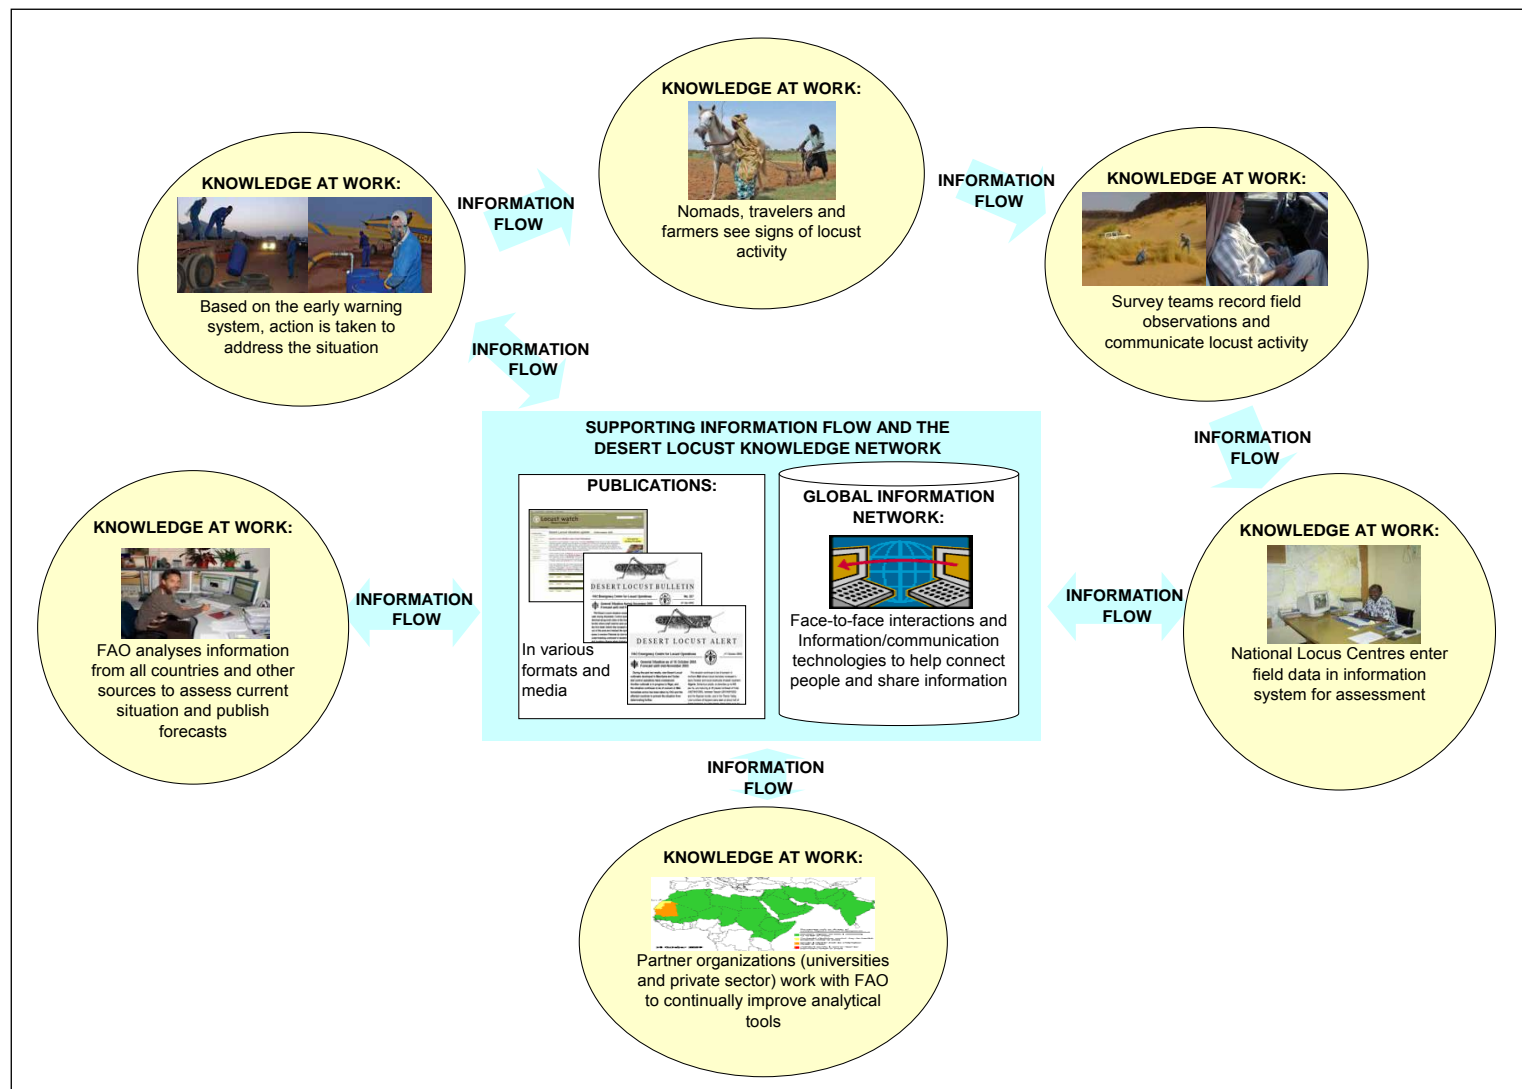 KNOWLEDGE AT WORK:
Nomads, travelers and
farmers see signs of locust
activity
INFORMATION
FLOW
KNOWLEDGE AT WORK:
Survey teams record field
observations and
communicate locust activity
INFORMATION
FLOW
KNOWLEDGE AT WORK:
National Locus Centres enter
field data in information
system for assessment
INFORMATION
FLOW
KNOWLEDGE AT WORK:
Based on the early warning
system, action is taken to
address the situation
INFORMATION
FLOW
INFORMATION
FLOW
SUPPORTING INFORMATION FLOW AND THE
DESERT LOCUST KNOWLEDGE NETWORK
PUBLICATIONS:
Locust watch
DESERT LOCUST BULLETIN
DESERT LOCUST ALERT
In various
formats and
media
GLOBAL INFORMATION
NETWORK:
Face-to-face interactions and
Information/communication
technologies to help connect
people and share information
KNOWLEDGE AT WORK:
FAO analyses information
from all countries and other
sources to assess current
situation and publish
forecasts
INFORMATION
FLOW
INFORMATION
FLOW
KNOWLEDGE AT WORK:
Partner organizations (universities
and private sector) work with FAO
to continually improve analytical
tools